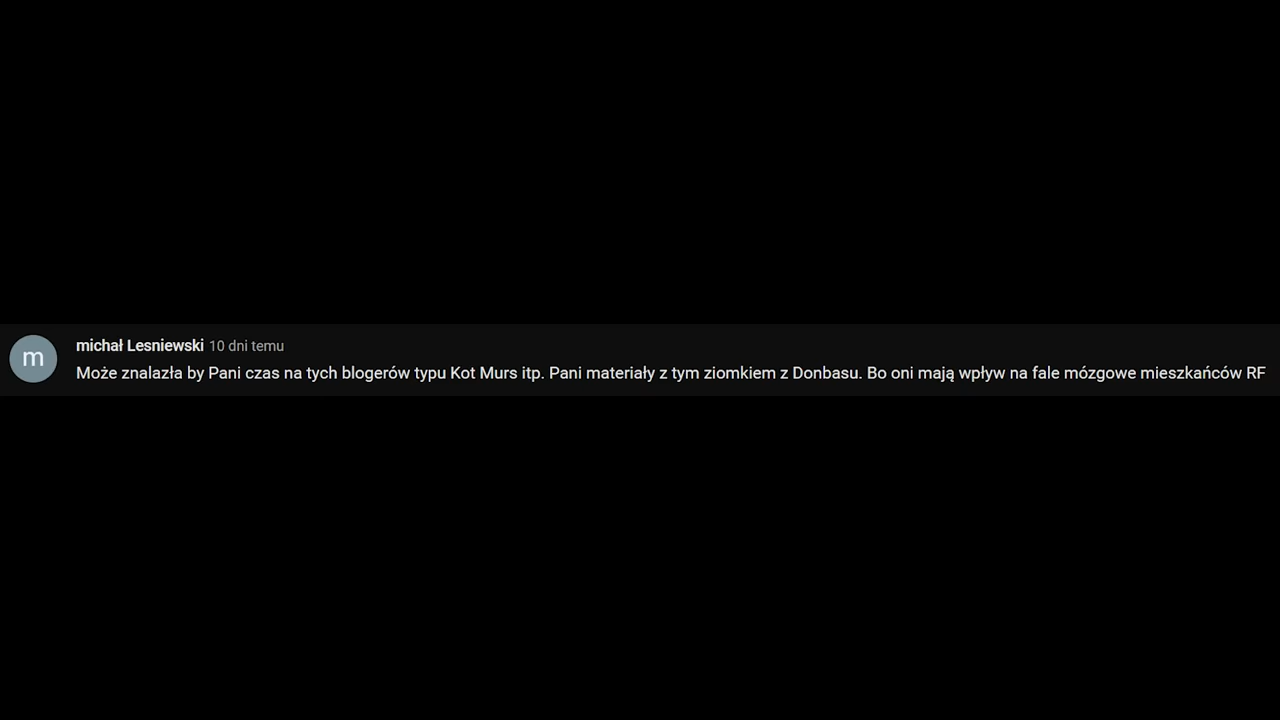 m
michał Lesniewski 10 dni temu
Może znalazła by Pani czas na tych blogerów typu Kot Murs itp. Pani materiały z tym ziomkiem z Donbasu. Bo oni mają wpływ na fale mózgowe mieszkańców RF